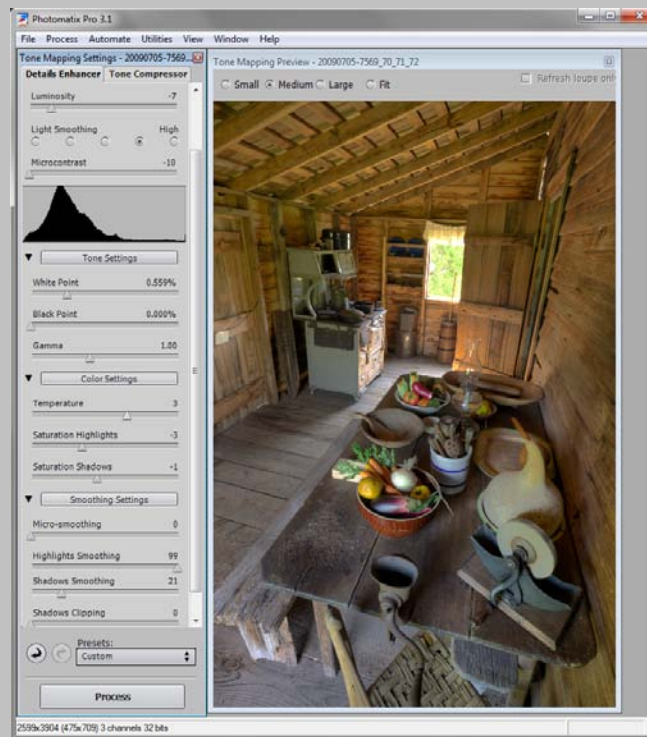 Photomatix Pro 3.1
File Process Automate Utilities View Window Help
Tone Mapping Settings - 20090705-7569...
Details Enhancer Tone Compressor
Luminosity -7
Light Smoothing High
Microcontrast -10
Tone Settings
White Point 0.559%
Black Point 0.000%
Gamma 1.00
Color Settings
Temperature 3
Saturation Highlights -3
Saturation Shadows -1
Smoothing Settings
Micro-smoothing 0
Highlights Smoothing 99
Shadows Smoothing 21
Shadows Clipping 0
Presets:
Custom
Process
Tone Mapping Preview - 20090705-7569_70_71_72
Small Medium Large Fit
Refresh loupe only
2599x3904 (475x709) 3 channels 32 bits